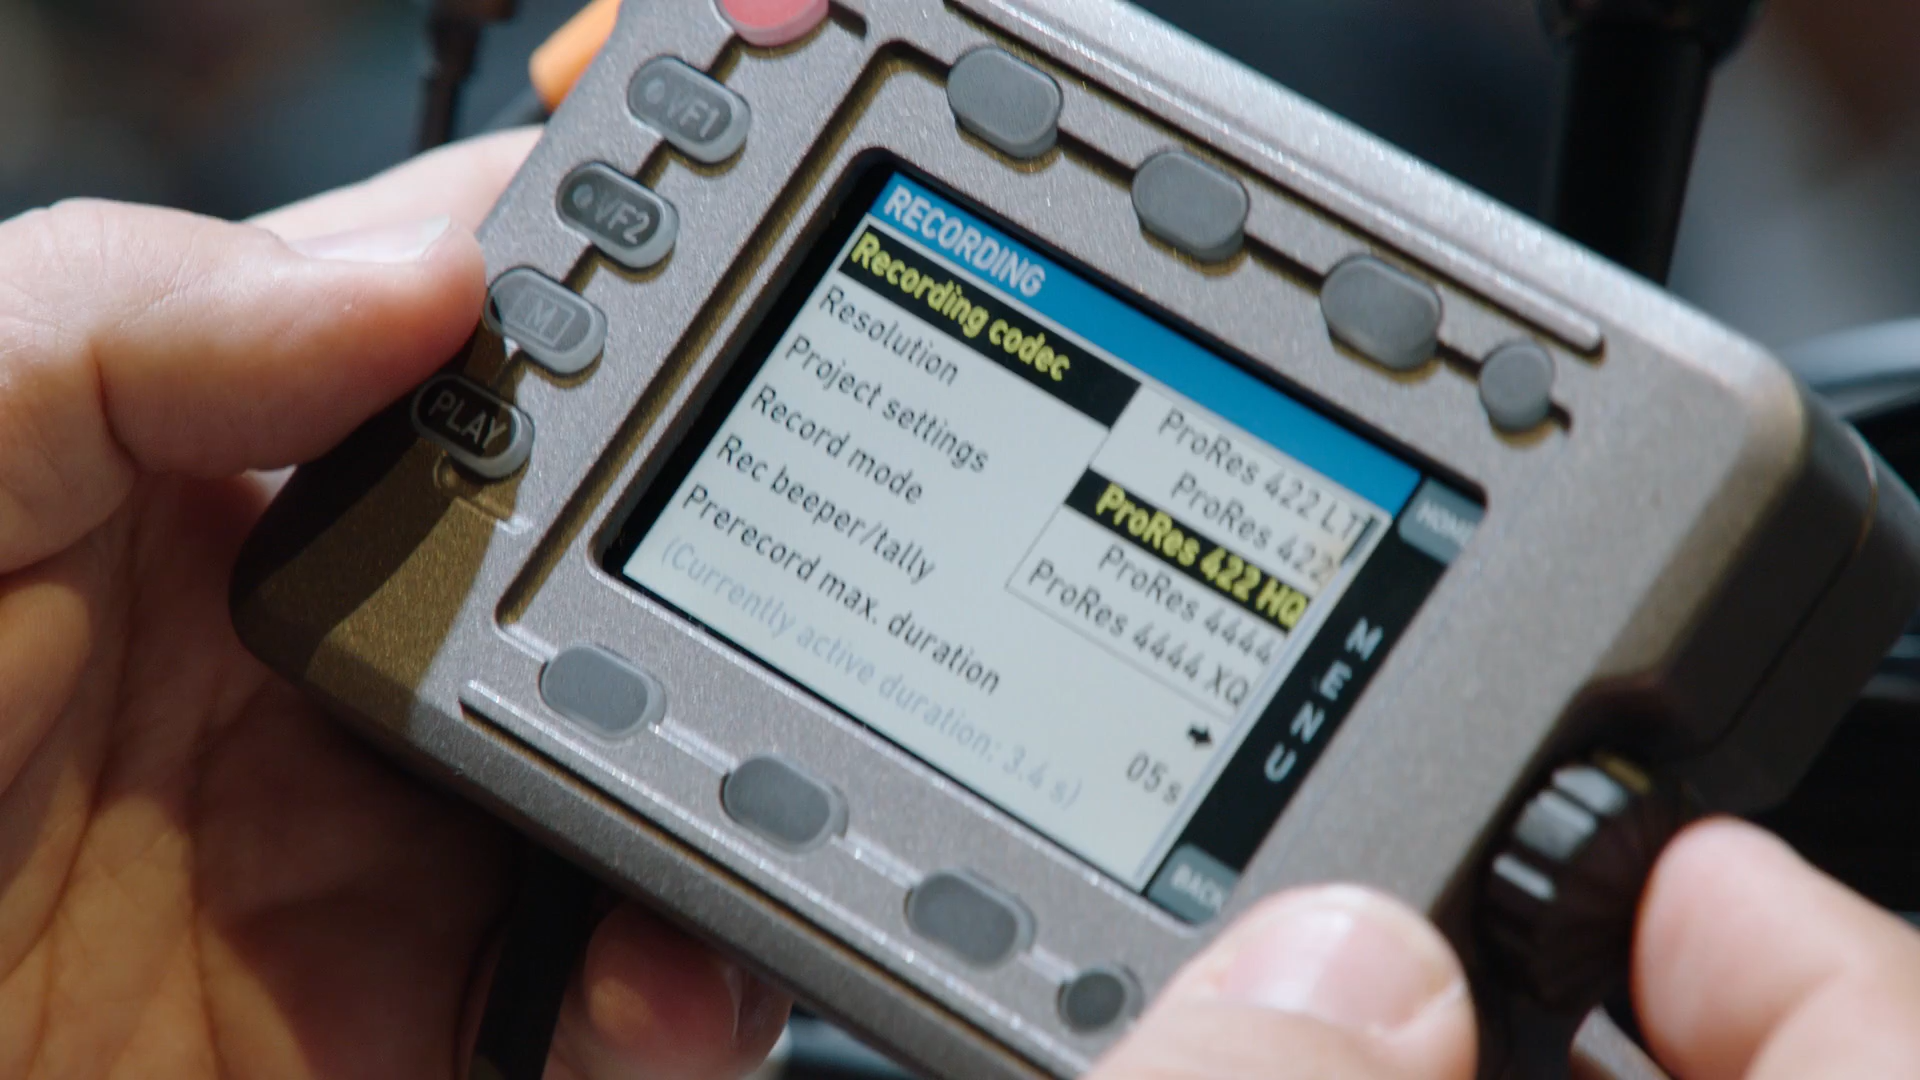 VF1
VF2
M1
PLAY
RECORDING
Recording codec
Resolution
Project settings
Record mode
Rec beeper/tally
Prerecord max. duration
(Currently active duration: 3.4 s)
ProRes 422 LT
ProRes 422
ProRes 422 HQ
ProRes 4444
ProRes 4444 XQ
05 s
HOME
MENU
BACK